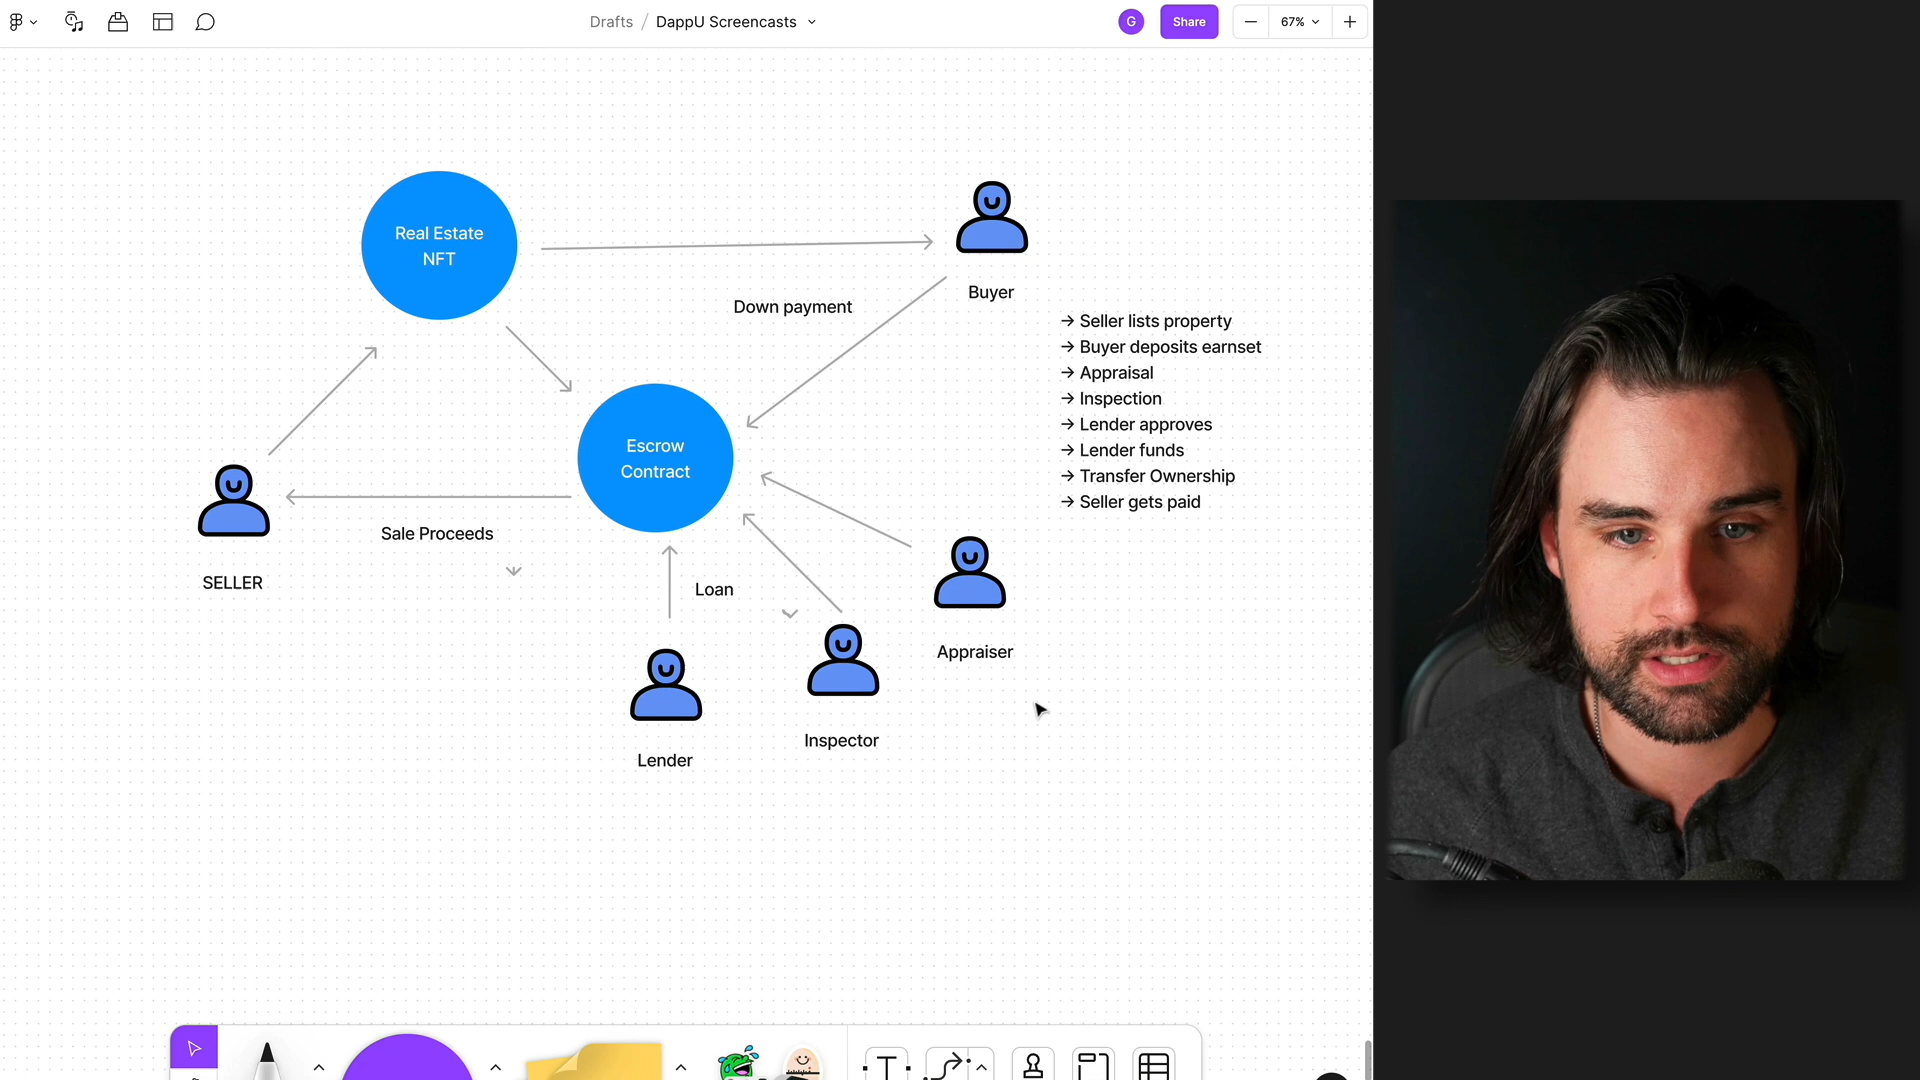 Drafts / DappU Screencasts
G
Share
67%
Real Estate
NFT
Buyer
Down payment
→ Seller lists property
→ Buyer deposits earnset
→ Appraisal
→ Inspection
→ Lender approves
→ Lender funds
→ Transfer Ownership
→ Seller gets paid
Escrow
Contract
Sale Proceeds
SELLER
Loan
Appraiser
Inspector
Lender
T